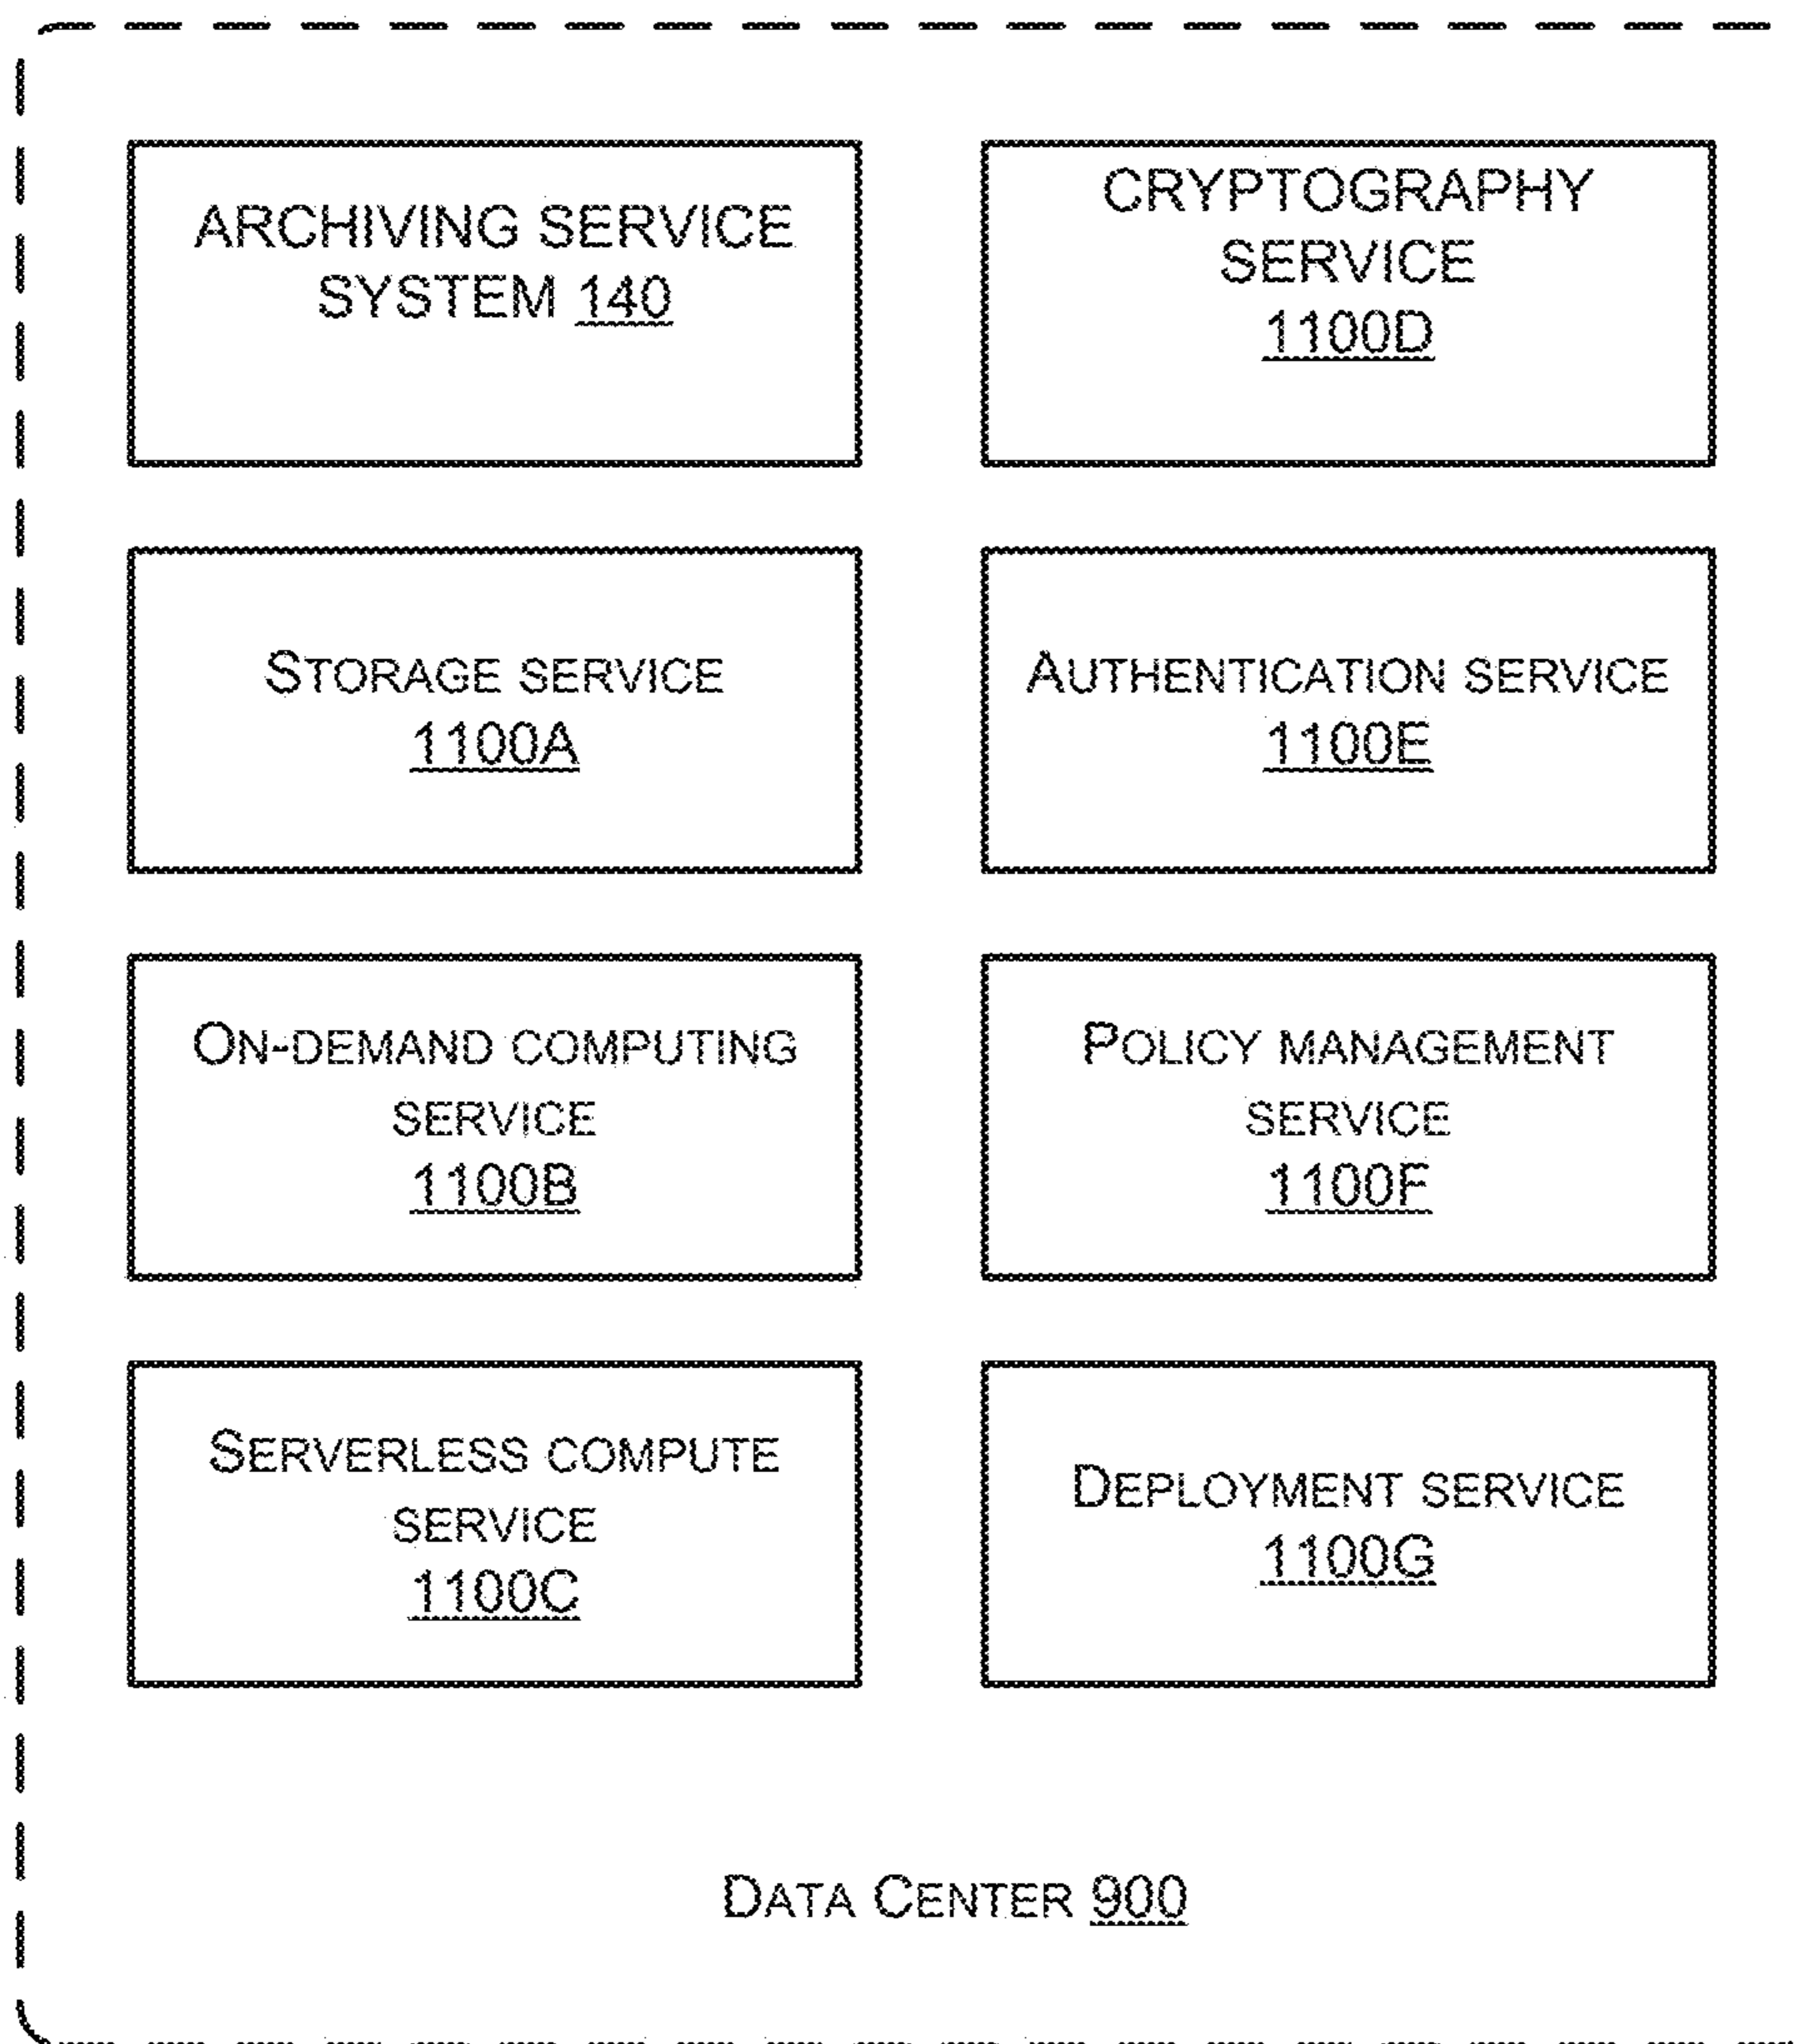 ARCHIVING SERVICE
SYSTEM 140
CRYPTOGRAPHY
SERVICE
1100D
STORAGE SERVICE
1100A
AUTHENTICATION SERVICE
1100E
ON-DEMAND COMPUTING
SERVICE
1100B
POLICY MANAGEMENT
SERVICE
1100F
SERVERLESS COMPUTE
SERVICE
1100C
DEPLOYMENT SERVICE
1100G
DATA CENTER 900